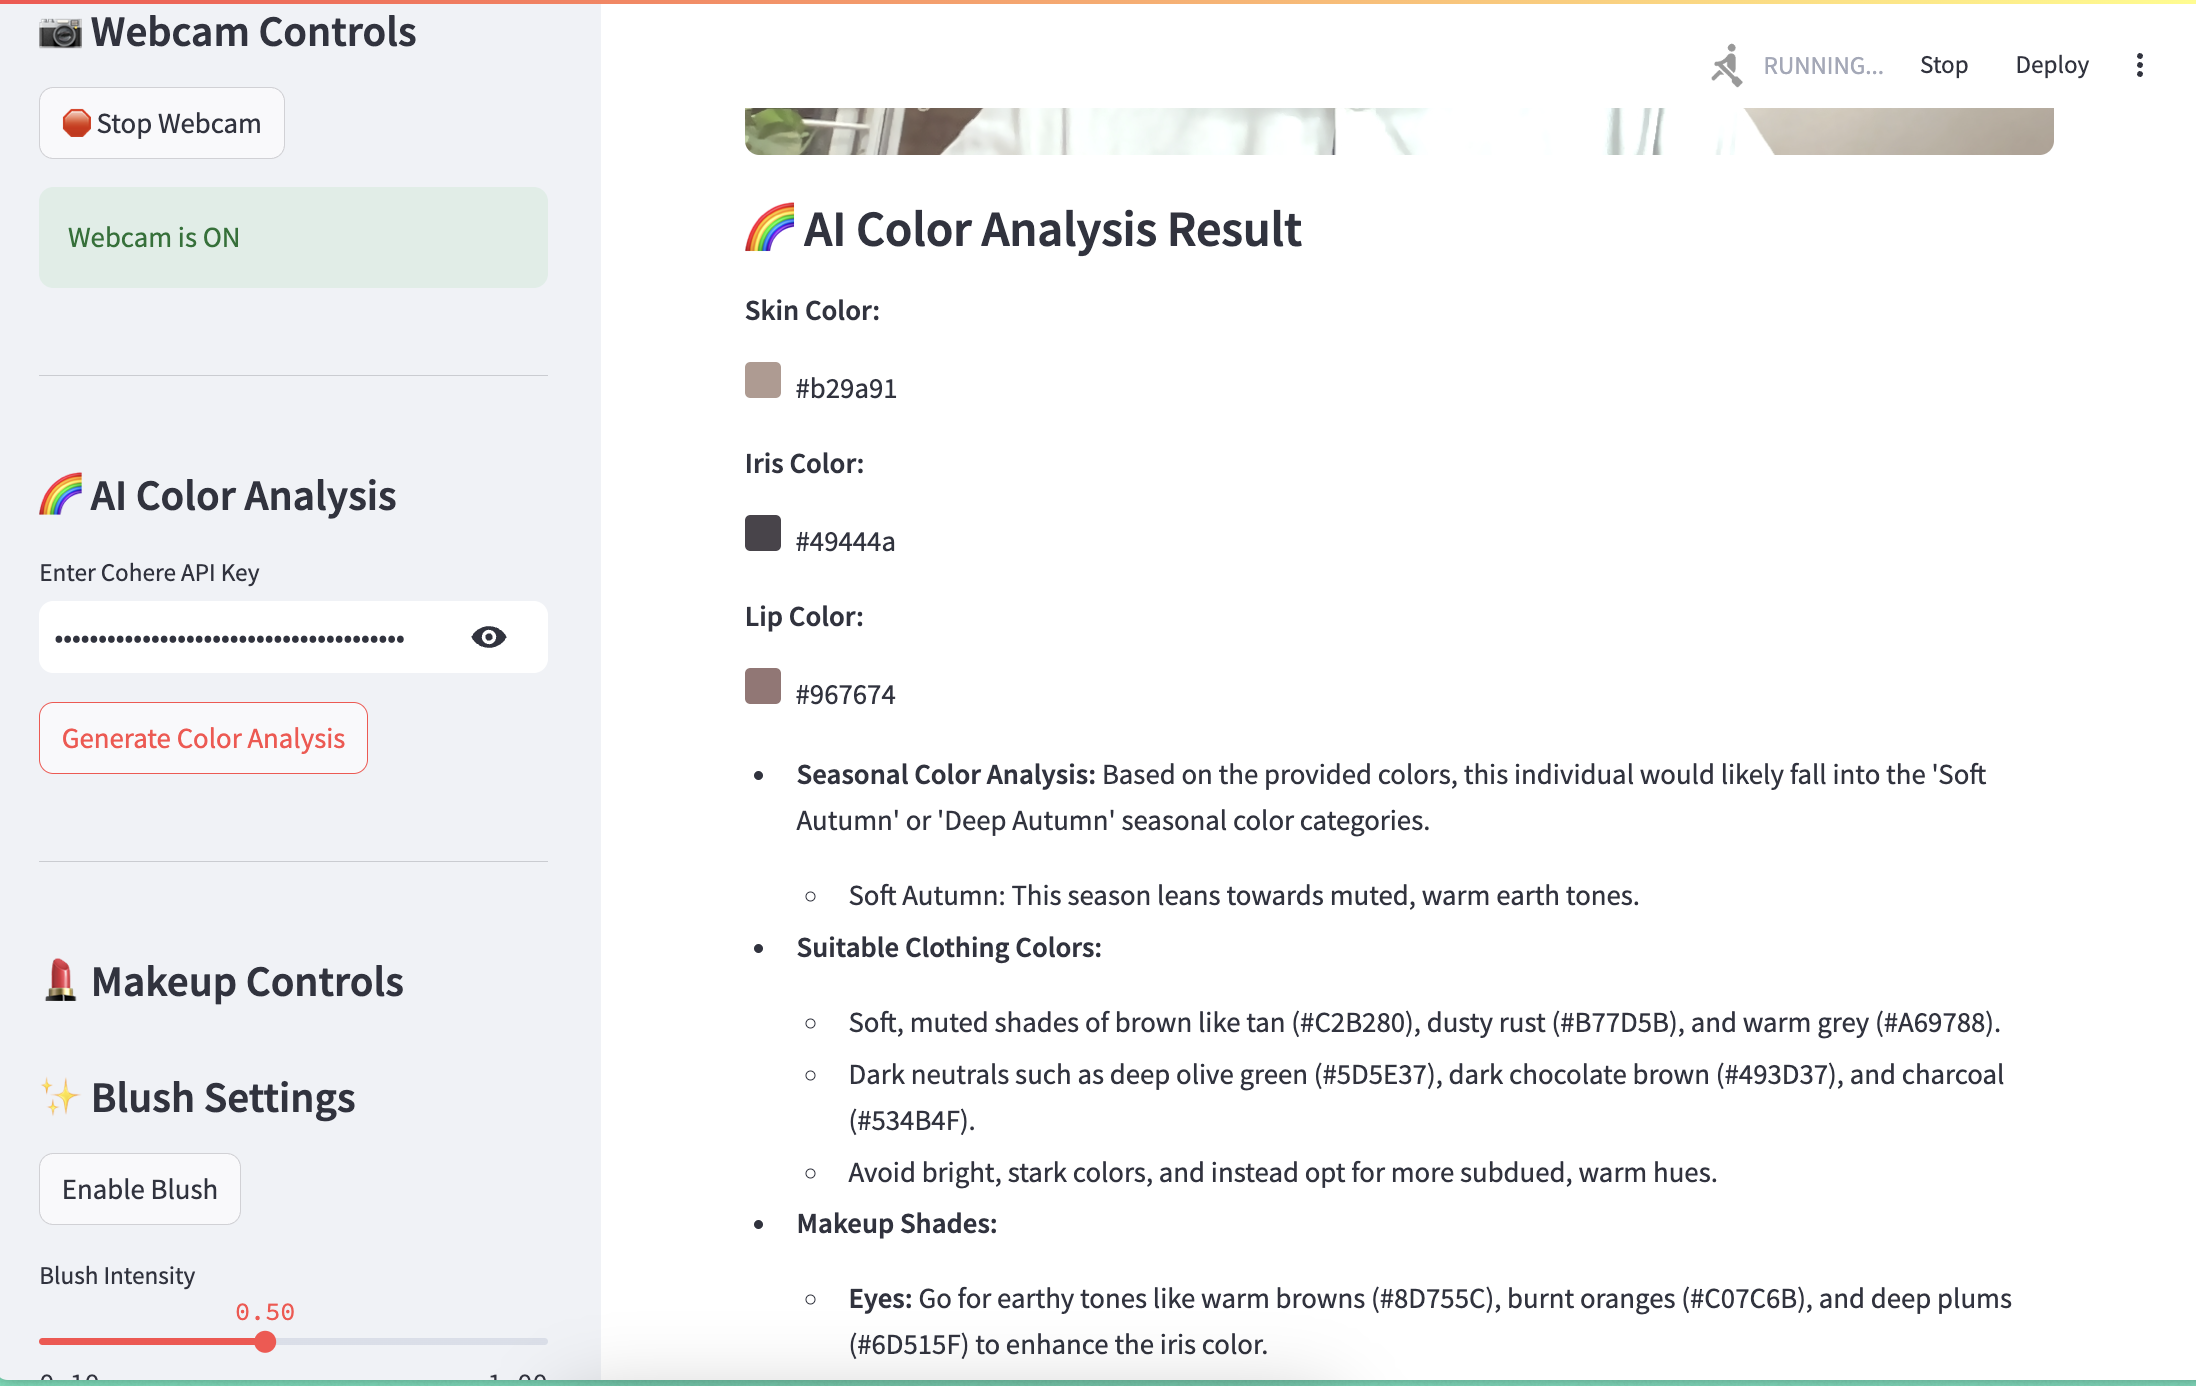 Webcam Controls
Stop Webcam
Webcam is ON
AI Color Analysis
Enter Cohere API Key
••••••••••••••••••••••••••••••••••••••••
Generate Color Analysis
Makeup Controls
Blush Settings
Enable Blush
Blush Intensity
0.50
0.10 1.00
RUNNING... Stop Deploy
AI Color Analysis Result
Skin Color:
#b29a91
Iris Color:
#49444a
Lip Color:
#967674
• Seasonal Color Analysis: Based on the provided colors, this individual would likely fall into the 'Soft
Autumn' or 'Deep Autumn' seasonal color categories.
○ Soft Autumn: This season leans towards muted, warm earth tones.
• Suitable Clothing Colors:
○ Soft, muted shades of brown like tan (#C2B280), dusty rust (#B77D5B), and warm grey (#A69788).
○ Dark neutrals such as deep olive green (#5D5E37), dark chocolate brown (#493D37), and charcoal
(#534B4F).
○ Avoid bright, stark colors, and instead opt for more subdued, warm hues.
• Makeup Shades:
○ Eyes: Go for earthy tones like warm browns (#8D755C), burnt oranges (#C07C6B), and deep plums
(#6D515F) to enhance the iris color.